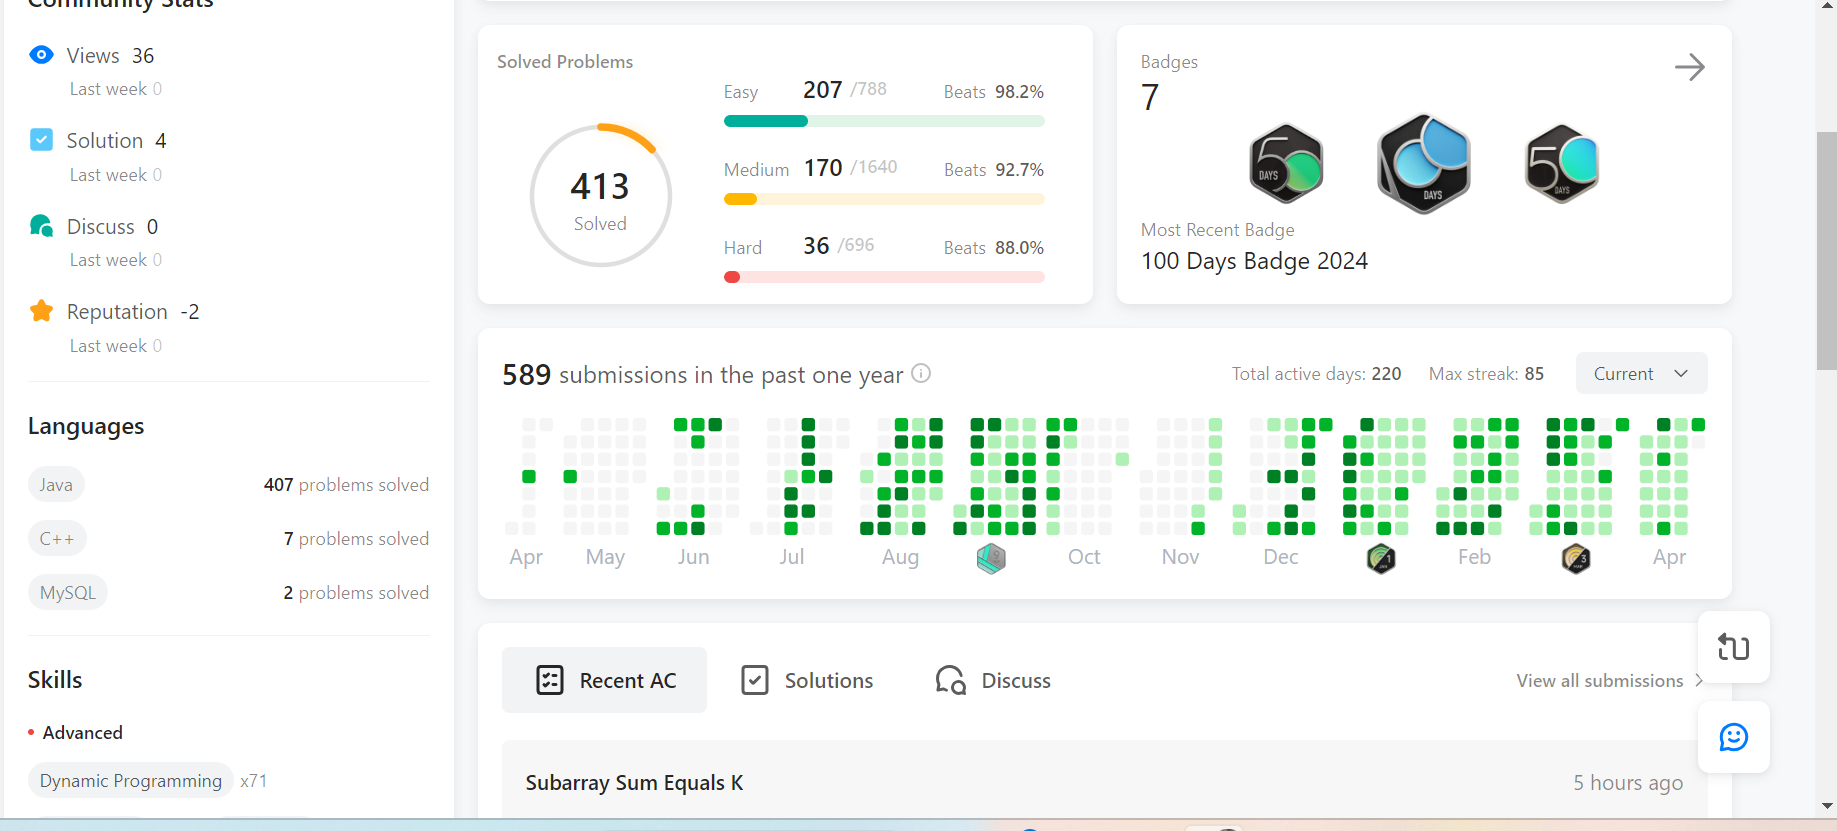 Community Stats
Views 36
Last week 0
Solution 4
Last week 0
Discuss 0
Last week 0
Reputation -2
Last week 0
Languages
Java 407 problems solved
C++ 7 problems solved
MySQL 2 problems solved
Skills
Advanced
Dynamic Programming x71
Solved Problems
413
Solved
Easy 207 /788 Beats 98.2%
Medium 170 /1640 Beats 92.7%
Hard 36 /696 Beats 88.0%
Badges
7
50 DAYS
100 DAYS
50 DAYS
Most Recent Badge
100 Days Badge 2024
589 submissions in the past one year
Total active days: 220 Max streak: 85 Current
Apr May Jun Jul Aug Oct Nov Dec Feb Apr
Recent AC Solutions Discuss View all submissions
Subarray Sum Equals K 5 hours ago